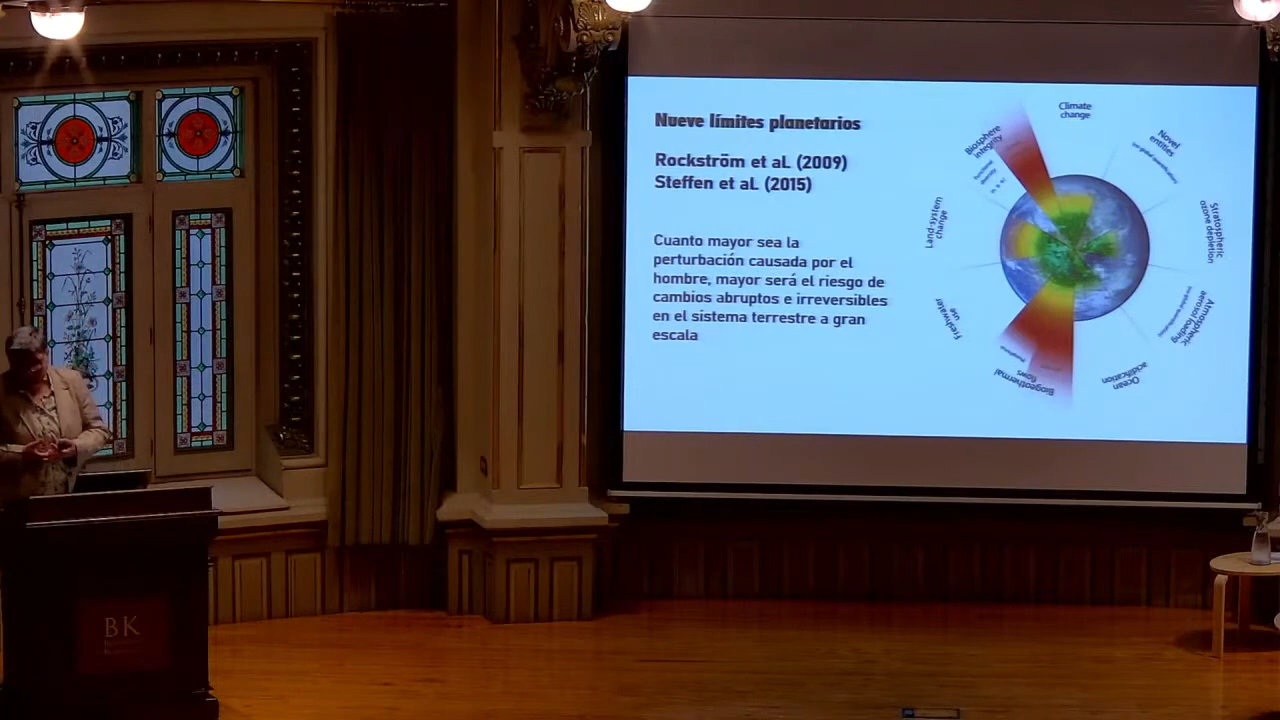 Nueve límites planetarios
Rockström et al. (2009)
Steffen et al. (2015)
Cuanto mayor sea la
perturbación causada por el
hombre, mayor será el riesgo de
cambios abruptos e irreversibles
en el sistema terrestre a gran
escala
Climate
change
Novel
entities
Stratospheric
ozone depletion
Atmospheric
aerosol loading
Ocean
acidification
Biogeothermal
flows
Freshwater
use
Land-system
change
Biosphere
integrity
BK